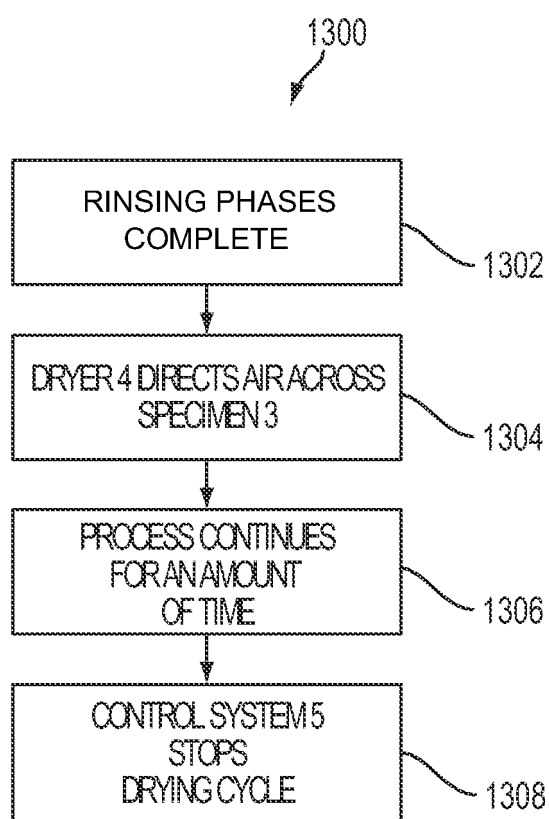 1300
RINSING PHASES
COMPLETE
1302
DRYER 4 DIRECTS AIR ACROSS
SPECIMEN 3
1304
PROCESS CONTINUES
FOR AN AMOUNT
OF TIME
1306
CONTROL SYSTEM 5
STOPS
DRYING CYCLE
1308